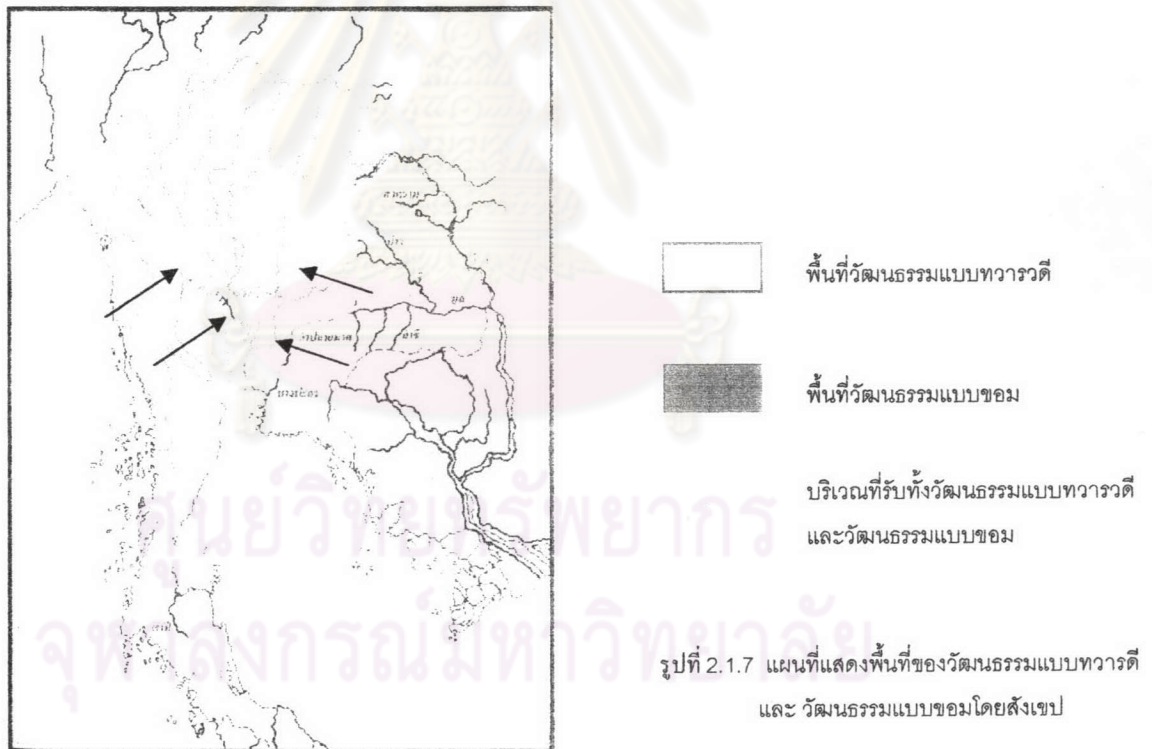 พื้นที่วัฒนธรรมแบบทวารวดี
พื้นที่วัฒนธรรมแบบขอม
บริเวณที่รับทั้งวัฒนธรรมแบบทวารวดี
และวัฒนธรรมแบบขอม
รูปที่ 2.1.7 แผนที่แสดงพื้นที่ของวัฒนธรรมแบบทวารดี
และ วัฒนธรรมแบบขอมโดยสังเขป
ศูนย์วิทยทรัพยากร
จุฬาลงกรณ์มหาวิทยาลัย